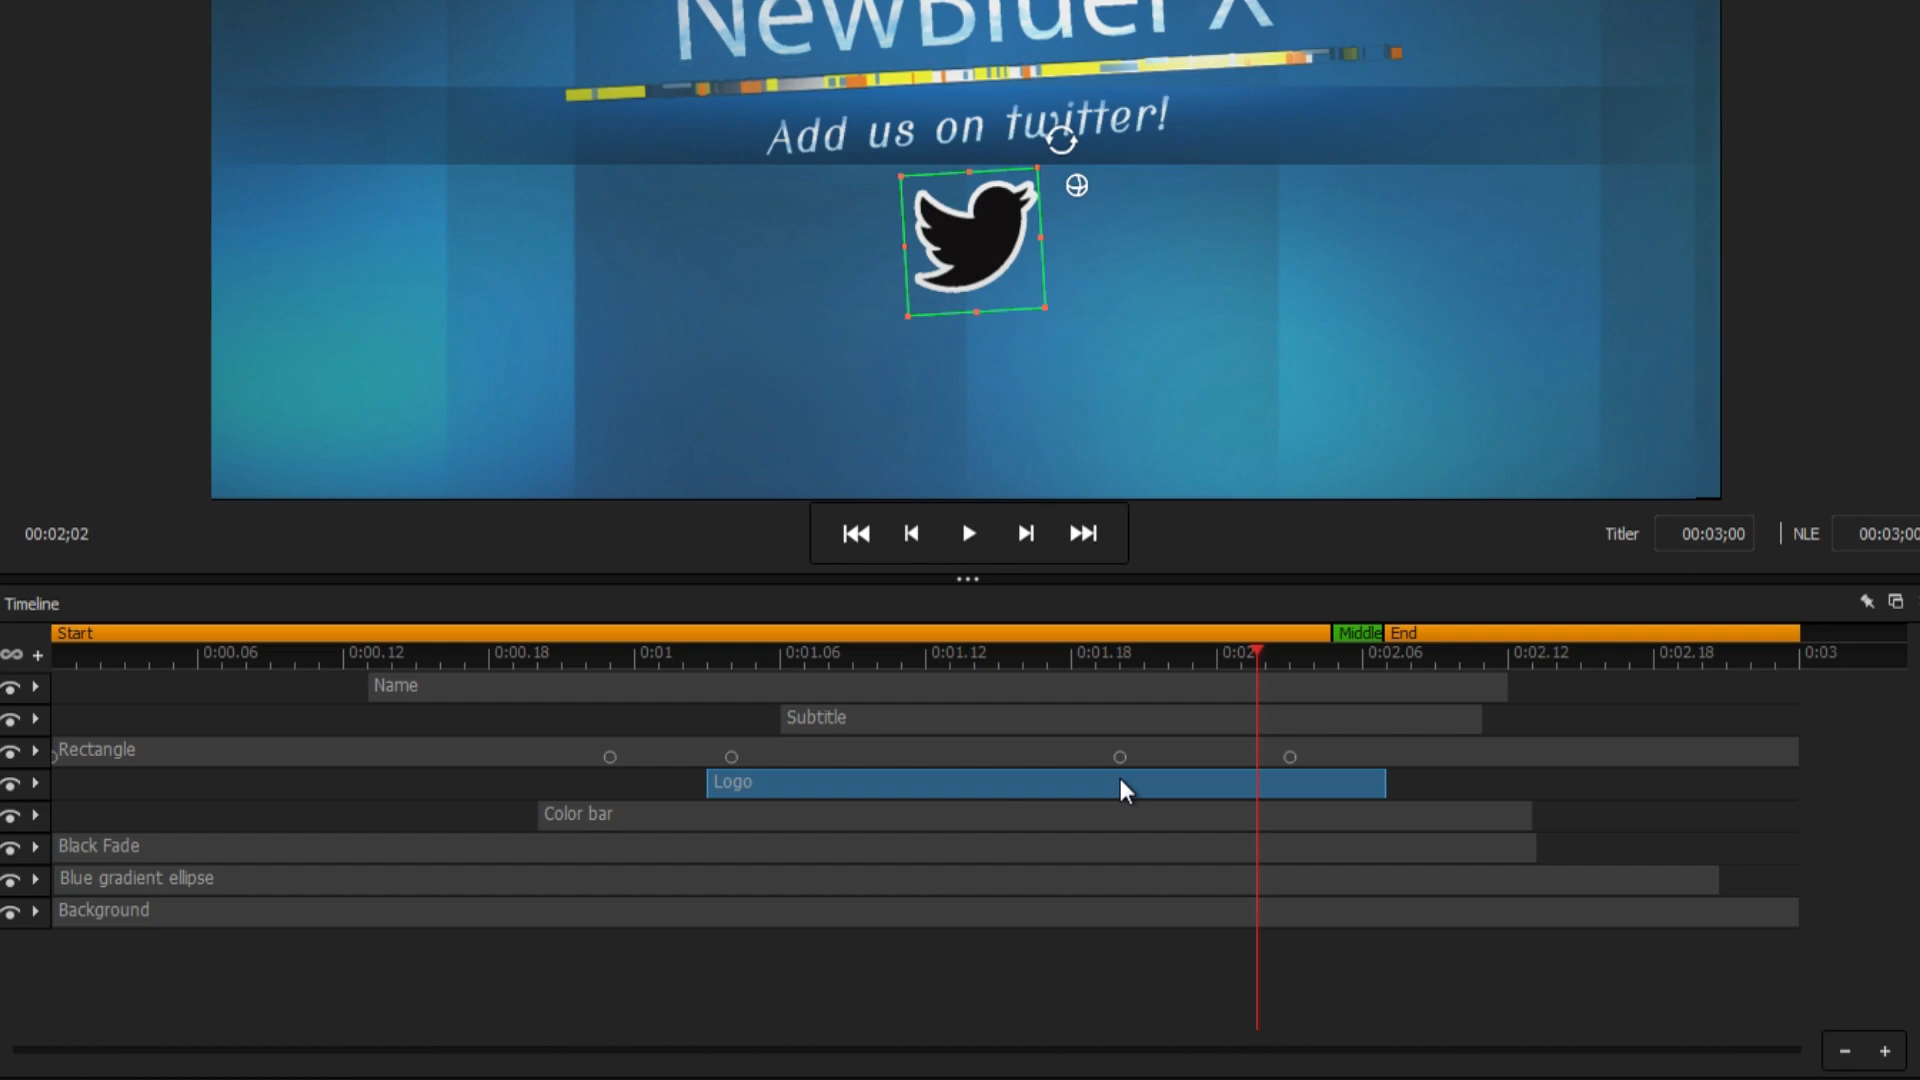 NewBlueFX
Add us on twitter!
00:02;02
Titler 00:03;00 NLE 00:03;00
Timeline
Start Middle End
0:00.06 0:00.12 0:00.18 0:01 0:01.06 0:01.12 0:01.18 0:02 0:02.06 0:02.12 0:02.18 0:03
Name
Subtitle
Rectangle
Logo
Color bar
Black Fade
Blue gradient ellipse
Background